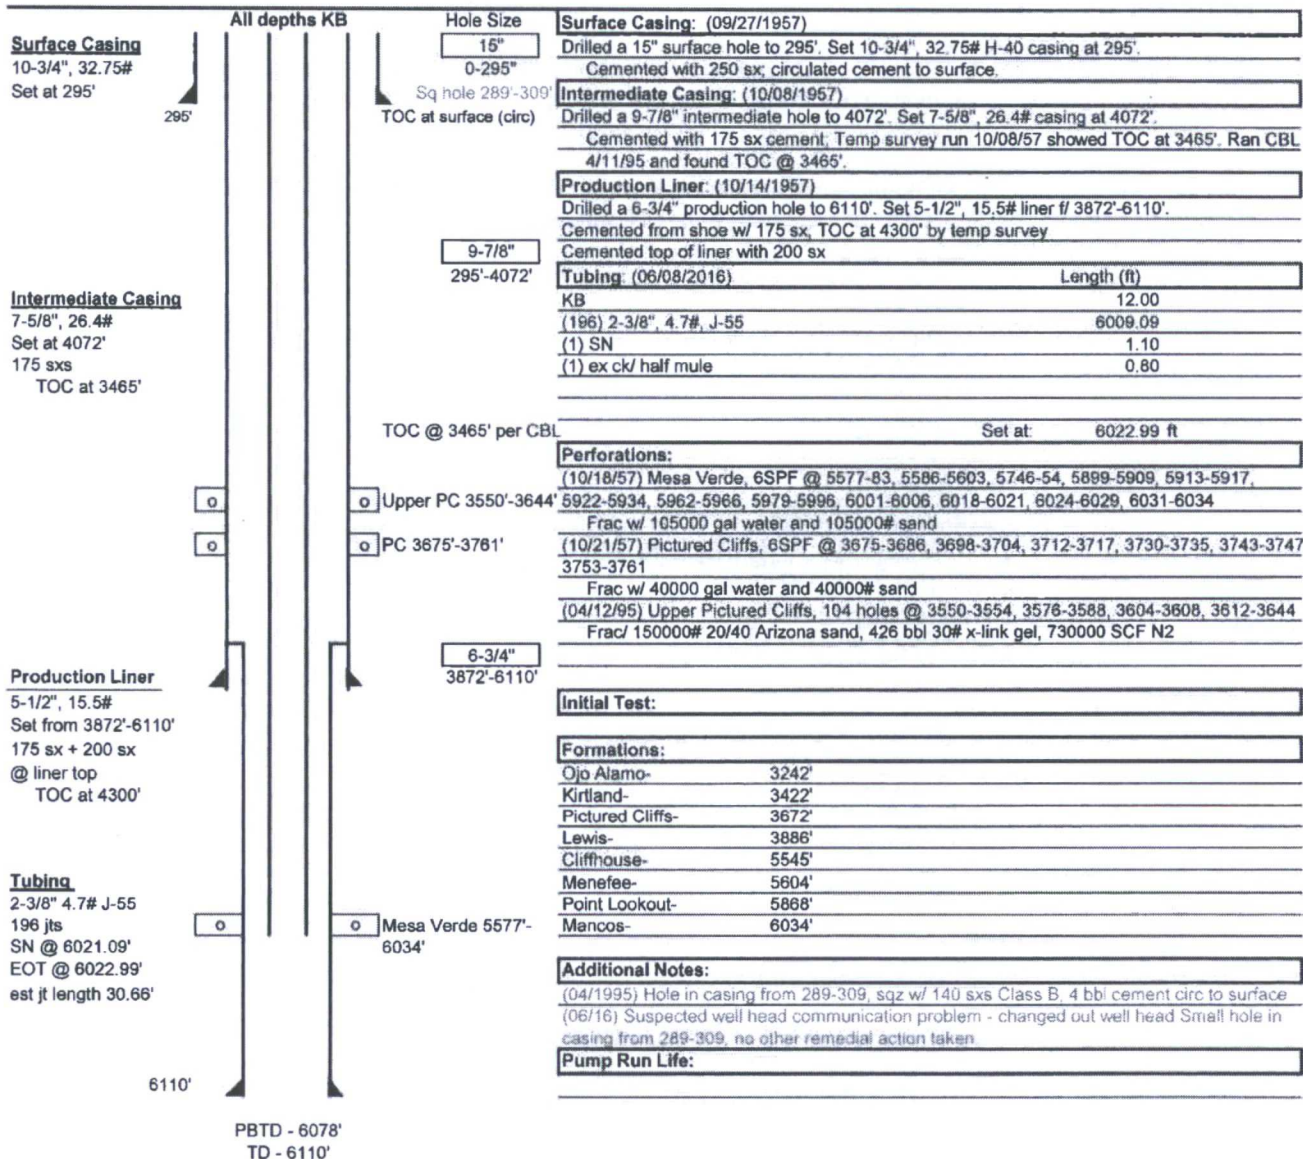 All depths KB
Surface Casing
10-3/4", 32.75#
Set at 295'
295'
Hole Size
15"
0-295"
Sq hole 289'-309'
TOC at surface (circ)
9-7/8"
295'-4072'
Intermediate Casing
7-5/8", 26.4#
Set at 4072'
175 sxs
TOC at 3465'
TOC @ 3465' per CBL
o
o Upper PC 3550'-3644'
o
o PC 3675'-3761'
6-3/4"
3872'-6110'
Production Liner
5-1/2", 15.5#
Set from 3872'-6110'
175 sx + 200 sx
@ liner top
TOC at 4300'
Tubing
2-3/8" 4.7# J-55
196 jts
SN @ 6021.09'
EOT @ 6022.99'
est jt length 30.66'
o
o Mesa Verde 5577'-
6034'
6110'
PBTD - 6078'
TD - 6110'
Surface Casing: (09/27/1957)
Drilled a 15" surface hole to 295'. Set 10-3/4", 32.75# H-40 casing at 295'.
Cemented with 250 sx; circulated cement to surface.
Intermediate Casing: (10/08/1957)
Drilled a 9-7/8" intermediate hole to 4072'. Set 7-5/8", 26.4# casing at 4072'.
Cemented with 175 sx cement; Temp survey run 10/08/57 showed TOC at 3465'. Ran CBL
4/11/95 and found TOC @ 3465'.
Production Liner: (10/14/1957)
Drilled a 6-3/4" production hole to 6110'. Set 5-1/2", 15.5# liner f/ 3872'-6110'.
Cemented from shoe w/ 175 sx, TOC at 4300' by temp survey
Cemented top of liner with 200 sx
Tubing: (06/08/2016) Length (ft)
KB 12.00
(196) 2-3/8", 4.7#, J-55 6009.09
(1) SN 1.10
(1) ex ck/ half mule 0.80
Set at: 6022.99 ft
Perforations:
(10/18/57) Mesa Verde, 6SPF @ 5577-83, 5586-5603, 5746-54, 5899-5909, 5913-5917,
5922-5934, 5962-5966, 5979-5996, 6001-6006, 6018-6021, 6024-6029, 6031-6034
Frac w/ 105000 gal water and 105000# sand
(10/21/57) Pictured Cliffs, 6SPF @ 3675-3686, 3698-3704, 3712-3717, 3730-3735, 3743-3747
3753-3761
Frac w/ 40000 gal water and 40000# sand
(04/12/95) Upper Pictured Cliffs, 104 holes @ 3550-3554, 3576-3588, 3604-3608, 3612-3644
Frac/ 150000# 20/40 Arizona sand, 426 bbl 30# x-link gel, 730000 SCF N2
Initial Test:
Formations:
Ojo Alamo- 3242'
Kirtland- 3422'
Pictured Cliffs- 3672'
Lewis- 3886'
Cliffhouse- 5545'
Menefee- 5604'
Point Lookout- 5868'
Mancos- 6034'
Additional Notes:
(04/1995) Hole in casing from 289-309, sqz w/ 140 sxs Class B, 4 bbl cement circ to surface
(06/16) Suspected well head communication problem - changed out well head Small hole in
casing from 289-309, no other remedial action taken
Pump Run Life: